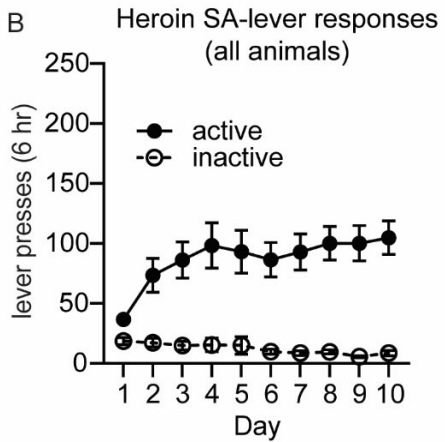 B
Heroin SA-lever responses
(all animals)
250
200
150
100
50
0
lever presses (6 hr)
active
inactive
1 2 3 4 5 6 7 8 9 10
Day